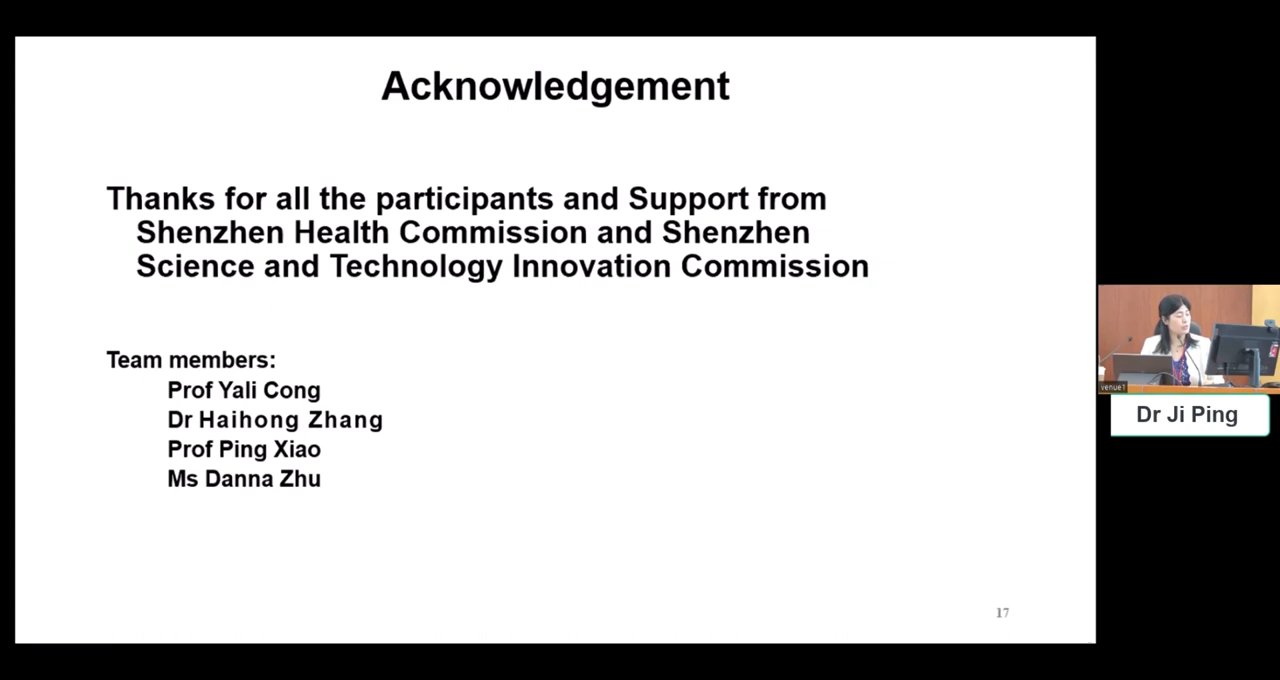 Acknowledgement
Thanks for all the participants and Support from
Shenzhen Health Commission and Shenzhen
Science and Technology Innovation Commission
Team members:
Prof Yali Cong
Dr Haihong Zhang
Prof Ping Xiao
Ms Danna Zhu
17
venue1
Dr Ji Ping